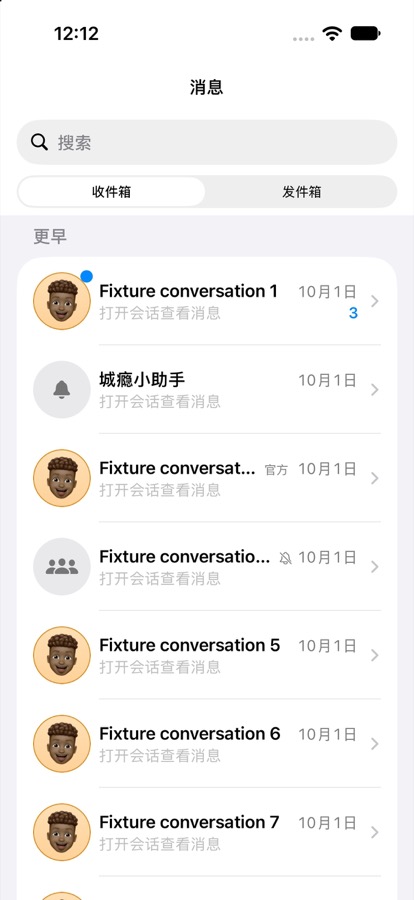 12:12
消息
搜索
收件箱 发件箱
更早
Fixture conversation 1 10月1日
打开会话查看消息 3
城瘾小助手 10月1日
打开会话查看消息
Fixture conversat... 官方 10月1日
打开会话查看消息
Fixture conversatio... 10月1日
打开会话查看消息
Fixture conversation 5 10月1日
打开会话查看消息
Fixture conversation 6 10月1日
打开会话查看消息
Fixture conversation 7 10月1日
打开会话查看消息